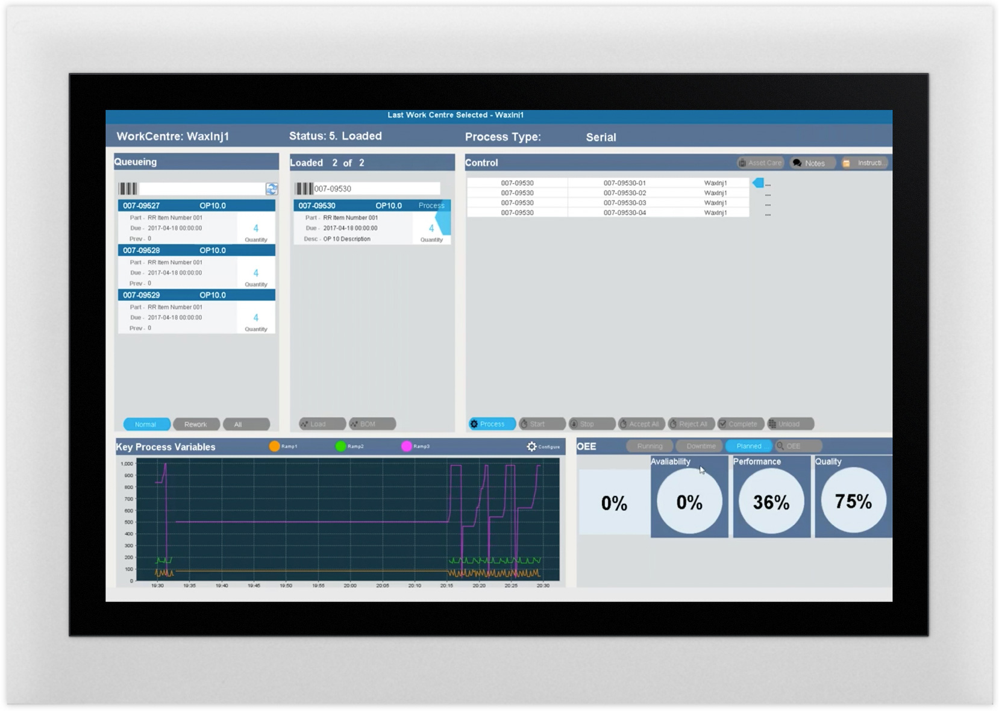 Last Work Centre Selected - WaxInj1
WorkCentre: WaxInj1
Status: 5. Loaded
Process Type:
Serial
Queueing
007-09527 OP10.0
Part - RR Item Number 001
Due - 2017-04-18 00:00:00
4
Prev - 0
Quantity
007-09528 OP10.0
Part - RR Item Number 001
Due - 2017-04-18 00:00:00
4
Prev - 0
Quantity
007-09529 OP10.0
Part - RR Item Number 001
Due - 2017-04-18 00:00:00
4
Prev - 0
Quantity
Normal
Rework
All
Loaded 2 of 2
007-09530
007-09530 OP10.0 Process
Part - RR Item Number 001
Due - 2017-04-18 00:00:00
4
Desc - OP 10 Description
Quantity
Load
BOM
Control
Asset Care
Notes
Instructi...
007-09530 007-09530-01 WaxInj1 ...
007-09530 007-09530-02 WaxInj1 ...
007-09530 007-09530-03 WaxInj1 ...
007-09530 007-09530-04 WaxInj1 ...
Process
Start
Stop
Accept All
Reject All
Complete
Unload
Key Process Variables
Ramp1
Ramp2
Ramp3
Configure
1,000
900
800
700
600
500
400
300
200
100
0
19:30 19:35 19:40 19:45 19:50 19:55 20:00 20:05 20:10 20:15 20:20 20:25 20:30
OEE
Running
Downtime
Planned ...
OEE
Avaliability
Performance
Quality
0%
0%
36%
75%